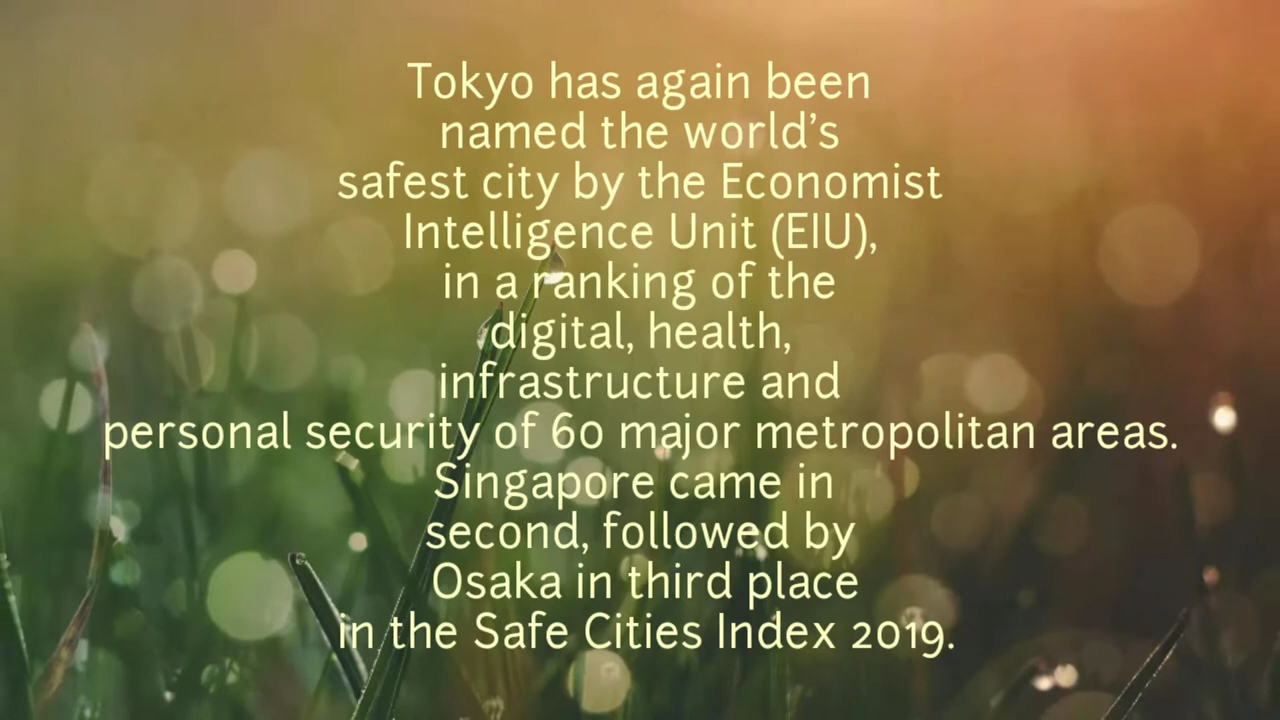 Tokyo has again been
named the world’s
safest city by the Economist
Intelligence Unit (EIU),
in a ranking of the
digital, health,
infrastructure and
personal security of 60 major metropolitan areas.
Singapore came in
second, followed by
Osaka in third place
in the Safe Cities Index 2019.